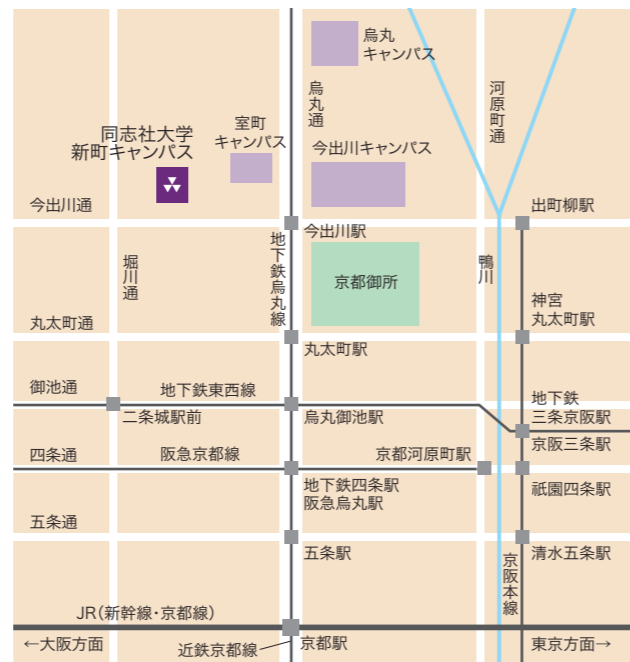 烏丸
キャンパス
河原町通
烏丸通
室町
キャンパス
同志社大学
新町キャンパス
今出川キャンパス
今出川通
出町柳駅
今出川駅
地下鉄烏丸線
堀川通
鴨川
京都御所
神宮
丸太町駅
丸太町通
丸太町駅
御池通
地下鉄東西線
地下鉄
三条京阪駅
二条城駅前
烏丸御池駅
京阪三条駅
四条通
阪急京都線
京都河原町駅
地下鉄四条駅
阪急烏丸駅
祇園四条駅
五条通
五条駅
清水五条駅
京阪本線
JR(新幹線・京都線)
←大阪方面
近鉄京都線
京都駅
東京方面→